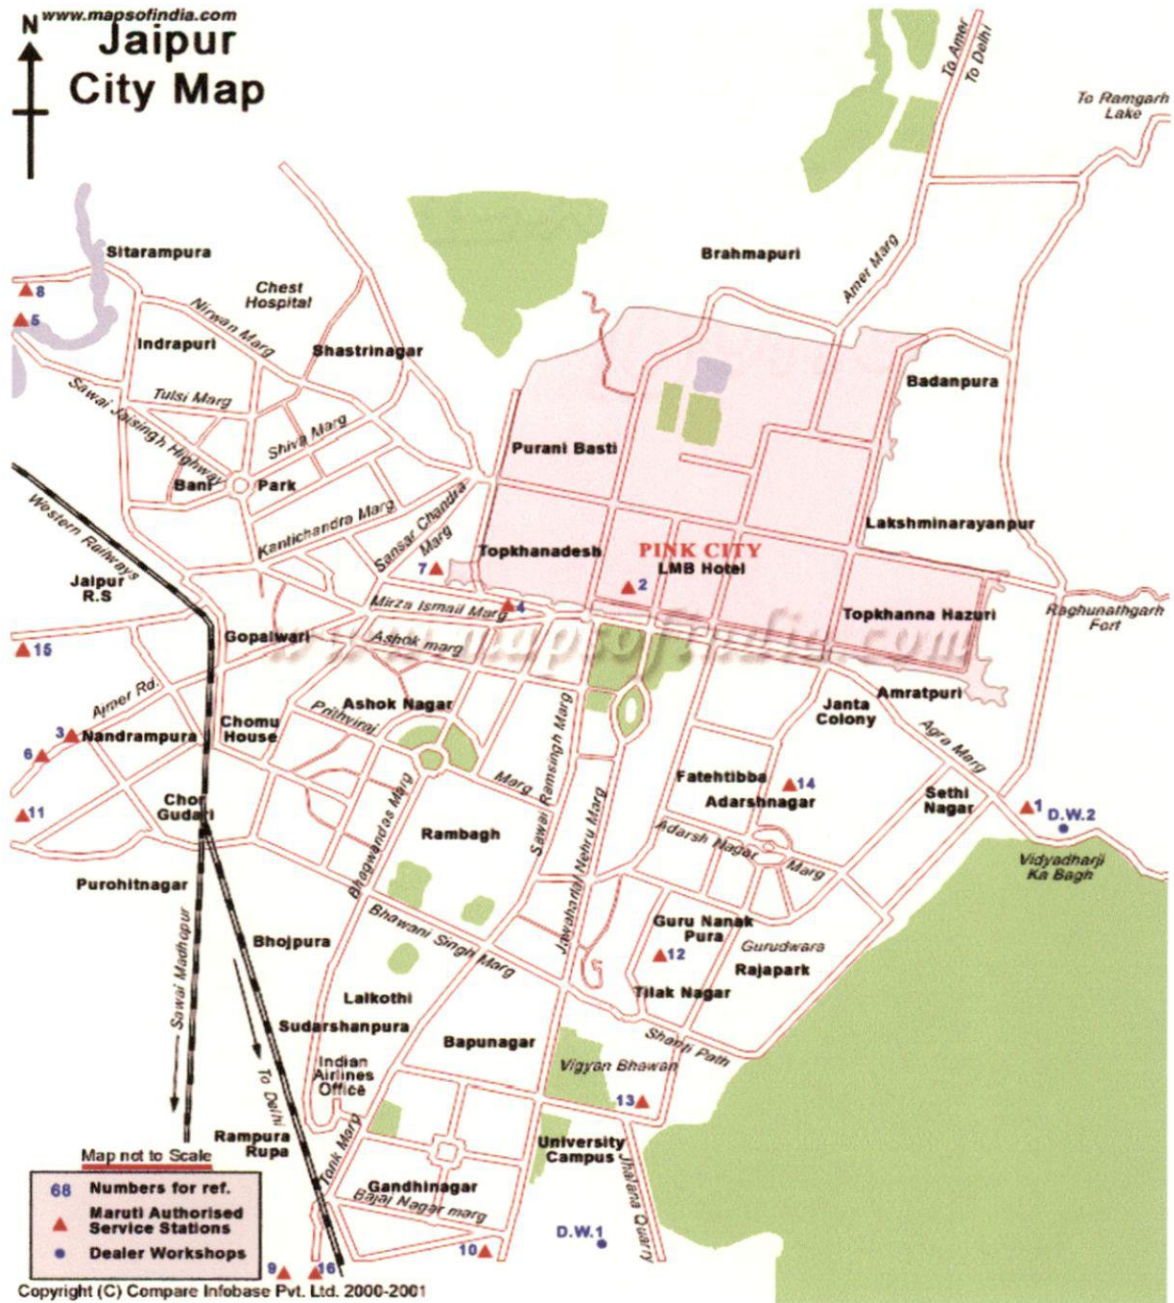 www.mapsofindia.com
N
Jaipur
City Map
To Amer
To Delhi
To Ramgarh
Lake
Sitarampura
Brahmapuri
Amer Marg
8
Chest
Hospital
5
Nirwan Marg
Indrapuri
Shastrinagar
Badanpura
Tulsi Marg
Sawai Jaisingh Highway
Shiva Marg
Purani Basti
Bani Park
Western Railways
Kantichandra Marg
Sansar Chandra
Marg
Lakshminarayanpur
Topkhanadesh
PINK CITY
LMB Hotel
7
2
Jaipur
R.S
Mirza Ismail Marg
4
Topkhanna Hazuri
Raghunathgarh
Fort
Gopalwari
Ashok marg
www.mapsofindia.com
15
Ajmer Rd.
Ashok Nagar
Amratpuri
Janta
Colony
Prithviraj
Marg
3
Nandrampura
Chomu
House
Agra Marg
6
Sawai Ramsingh Marg
Fatehtibba
14
Adarshnagar
Sethi
Nagar
1
D.W.2
11
Chor
Gudari
Bhagwandas Marg
Rambagh
Jawaharlal Nehru Marg
Adarsh Nagar Marg
Vidyadharji
Ka Bagh
Purohitnagar
Bhawani Singh Marg
Guru Nanak
Pura
Gurudwara
Bhojpura
12
Rajapark
Sawai Madhopur
Lalkothi
Tilak Nagar
Sudarshanpura
Bapunagar
Shanti Path
Indian
Airlines
Office
Vigyan Bhawan
To Delhi
13
Rampura
Rupa
Tonk Marg
University
Campus
Jhalana Quarry
Gandhinagar
Bajaj Nagar marg
D.W.1
10
9
16
Map not to Scale
68 Numbers for ref.
Maruti Authorised
Service Stations
Dealer Workshops
Copyright (C) Compare Infobase Pvt. Ltd. 2000-2001